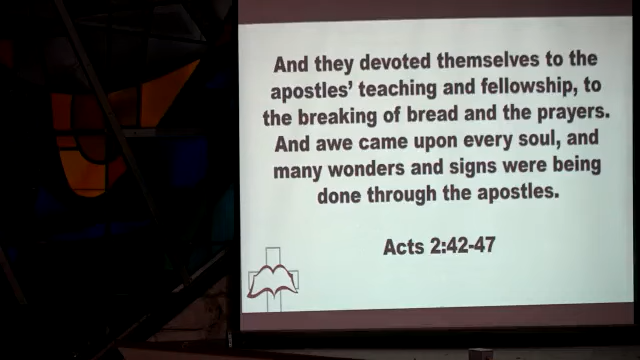 And they devoted themselves to the
apostles’ teaching and fellowship, to
the breaking of bread and the prayers.
And awe came upon every soul, and
many wonders and signs were being
done through the apostles.
Acts 2:42-47